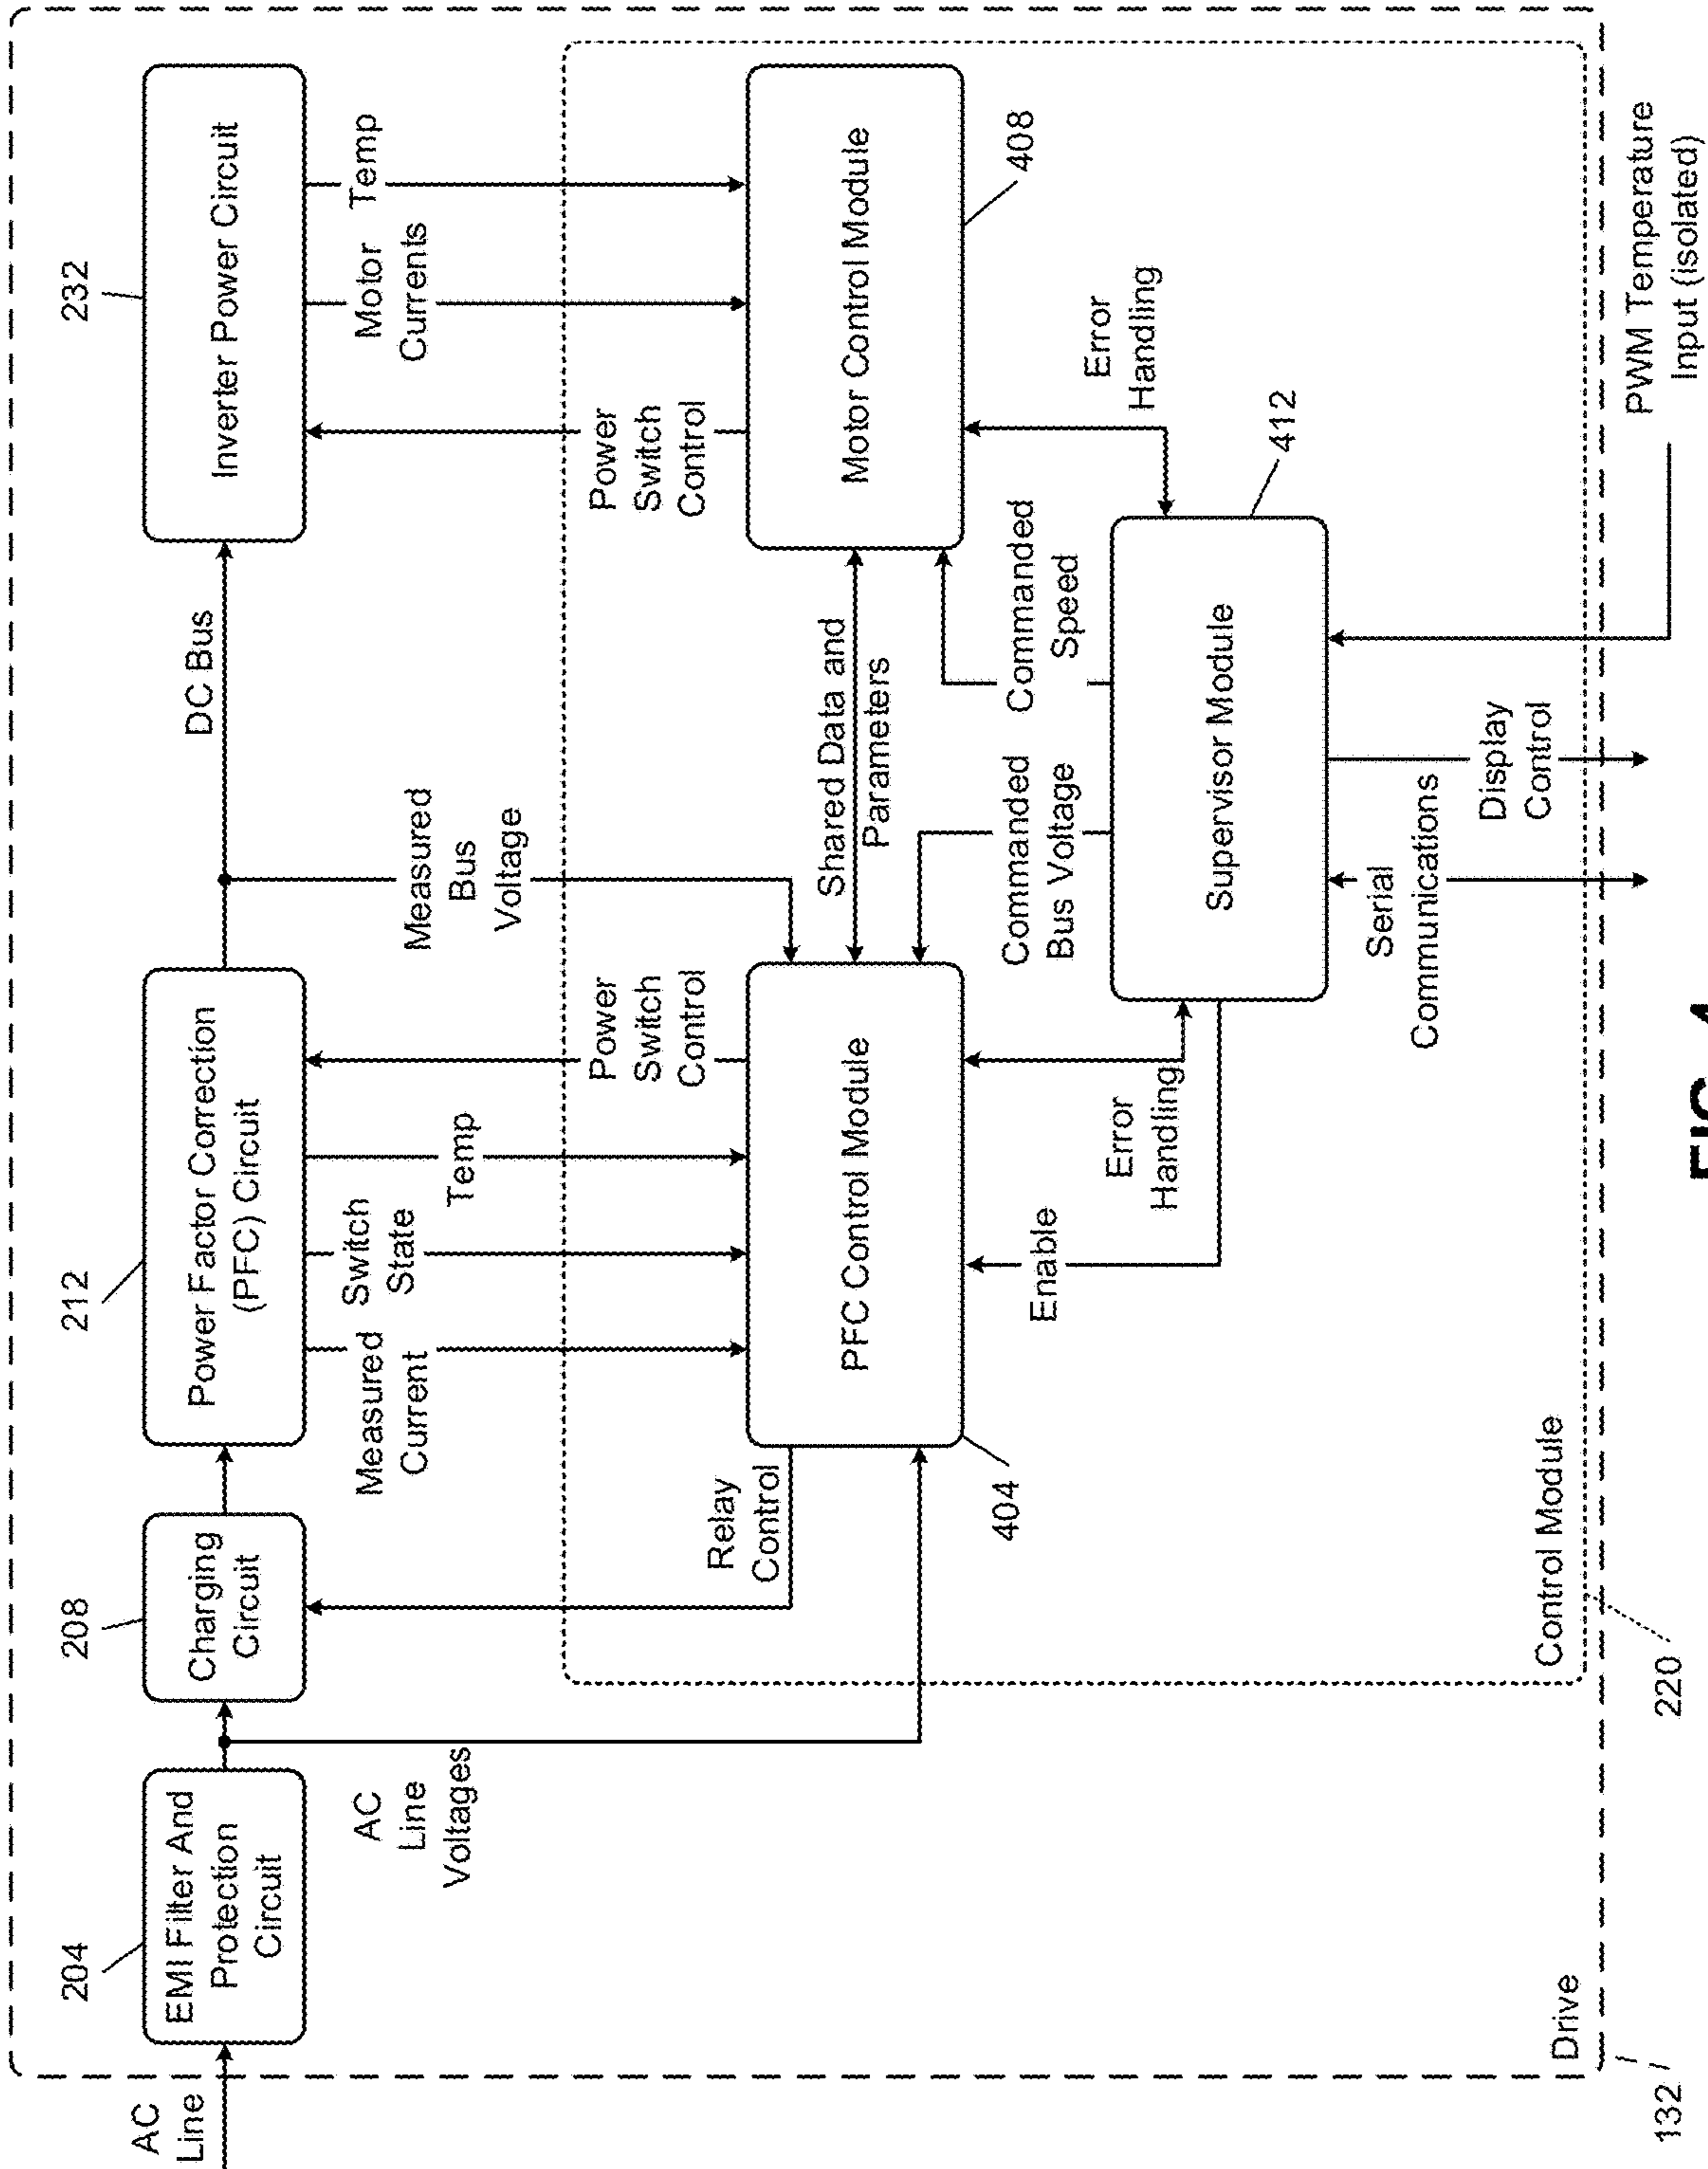 AC
Line
204
EMI Filter And
Protection
Circuit
208
Charging
Circuit
212
Power Factor Correction
(PFC) Circuit
DC Bus
232
Inverter Power Circuit
AC
Line
Voltages
Measured
Current
Switch
State
Temp
Power
Switch
Control
Measured
Bus
Voltage
Power
Switch
Control
Motor
Currents
Temp
Relay
Control
PFC Control Module
404
Shared Data and
Parameters
Motor Control Module
408
Enable
Error
Handling
Commanded
Bus Voltage
Commanded
Speed
Error
Handling
Supervisor Module
412
Serial
Communications
Display
Control
Control Module
220
Drive
132
PWM Temperature
Input (isolated)